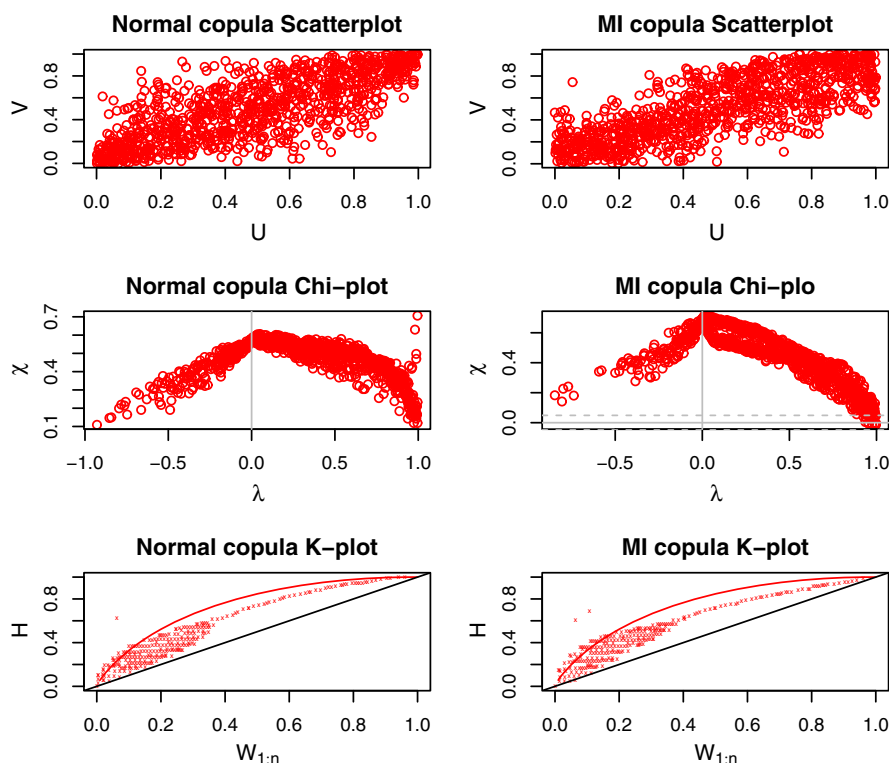 Normal copula Scatterplot
V
0.0 0.4 0.8
0.0 0.2 0.4 0.6 0.8 1.0
U
MI copula Scatterplot
V
0.0 0.4 0.8
0.0 0.2 0.4 0.6 0.8 1.0
U
Normal copula Chi−plot
χ
0.1 0.4 0.7
−1.0 −0.5 0.0 0.5 1.0
λ
MI copula Chi−plo
χ
0.0 0.4
−0.5 0.0 0.5 1.0
λ
Normal copula K−plot
H
0.0 0.4 0.8
0.0 0.2 0.4 0.6 0.8 1.0
W1:n
MI copula K−plot
H
0.0 0.4 0.8
0.0 0.2 0.4 0.6 0.8 1.0
W1:n